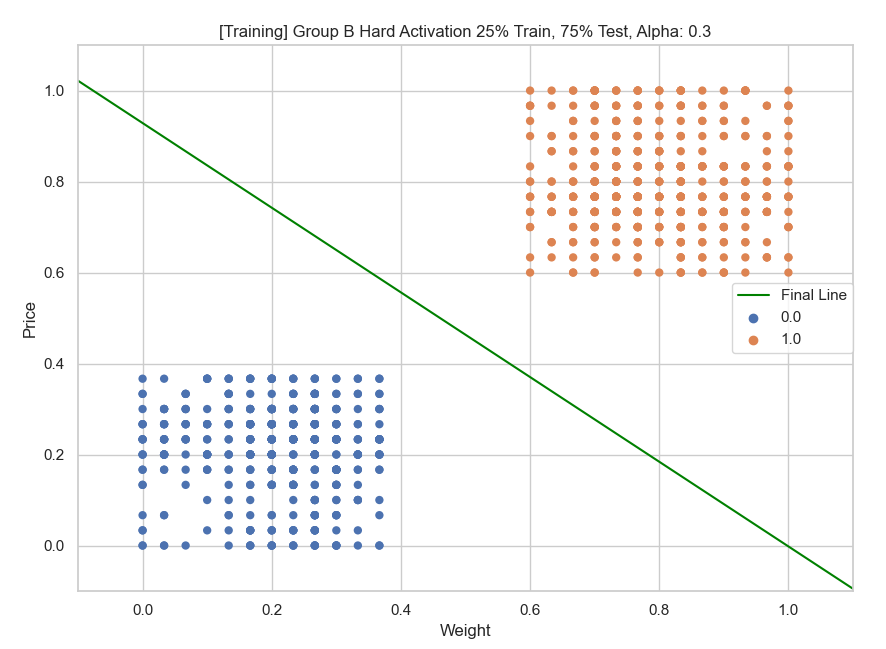 [Training] Group B Hard Activation 25% Train, 75% Test, Alpha: 0.3
1.0
0.8
0.6
0.4
0.2
0.0
Price
Final Line
0.0
1.0
0.0 0.2 0.4 0.6 0.8 1.0
Weight